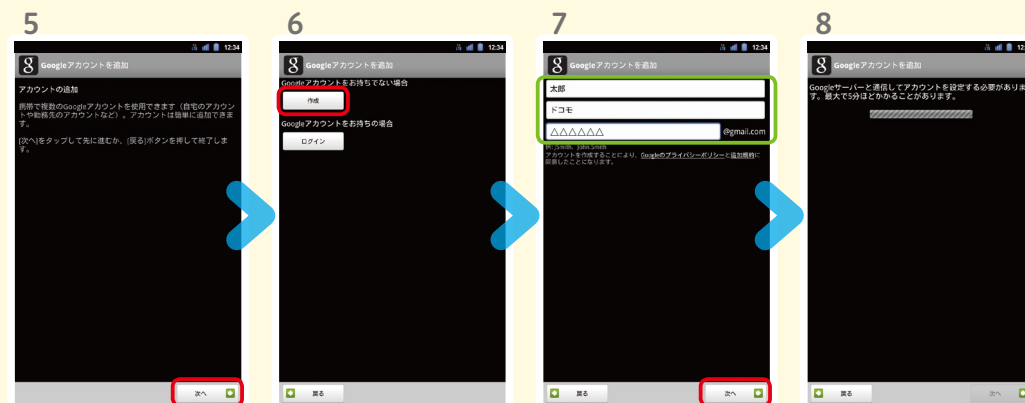 5
12:34
Googleアカウントを追加
アカウントの追加
携帯で複数のGoogleアカウントを使用できます（自宅のアカウン
トや勤務先のアカウントなど）。アカウントは簡単に追加できま
す。
[次へ]をタップして先に進むか、[戻る]ボタンを押して終了しま
す。
次へ
6
12:34
Googleアカウントを追加
Googleアカウントをお持ちでない場合
作成
Googleアカウントをお持ちの場合
ログイン
戻る
7
12:34
Googleアカウントを追加
太郎
ドコモ
△△△△△△ @gmail.com
例: JSmith、John.Smith
アカウントを作成することにより、Googleのプライバシーポリシーと追加規約に
同意したことになります。
戻る 次へ
8
Googleアカウントを追加
Googleサーバーと通信してアカウントを設定する必要がありま
す。最大で5分ほどかかることがあります。
戻る 次へ